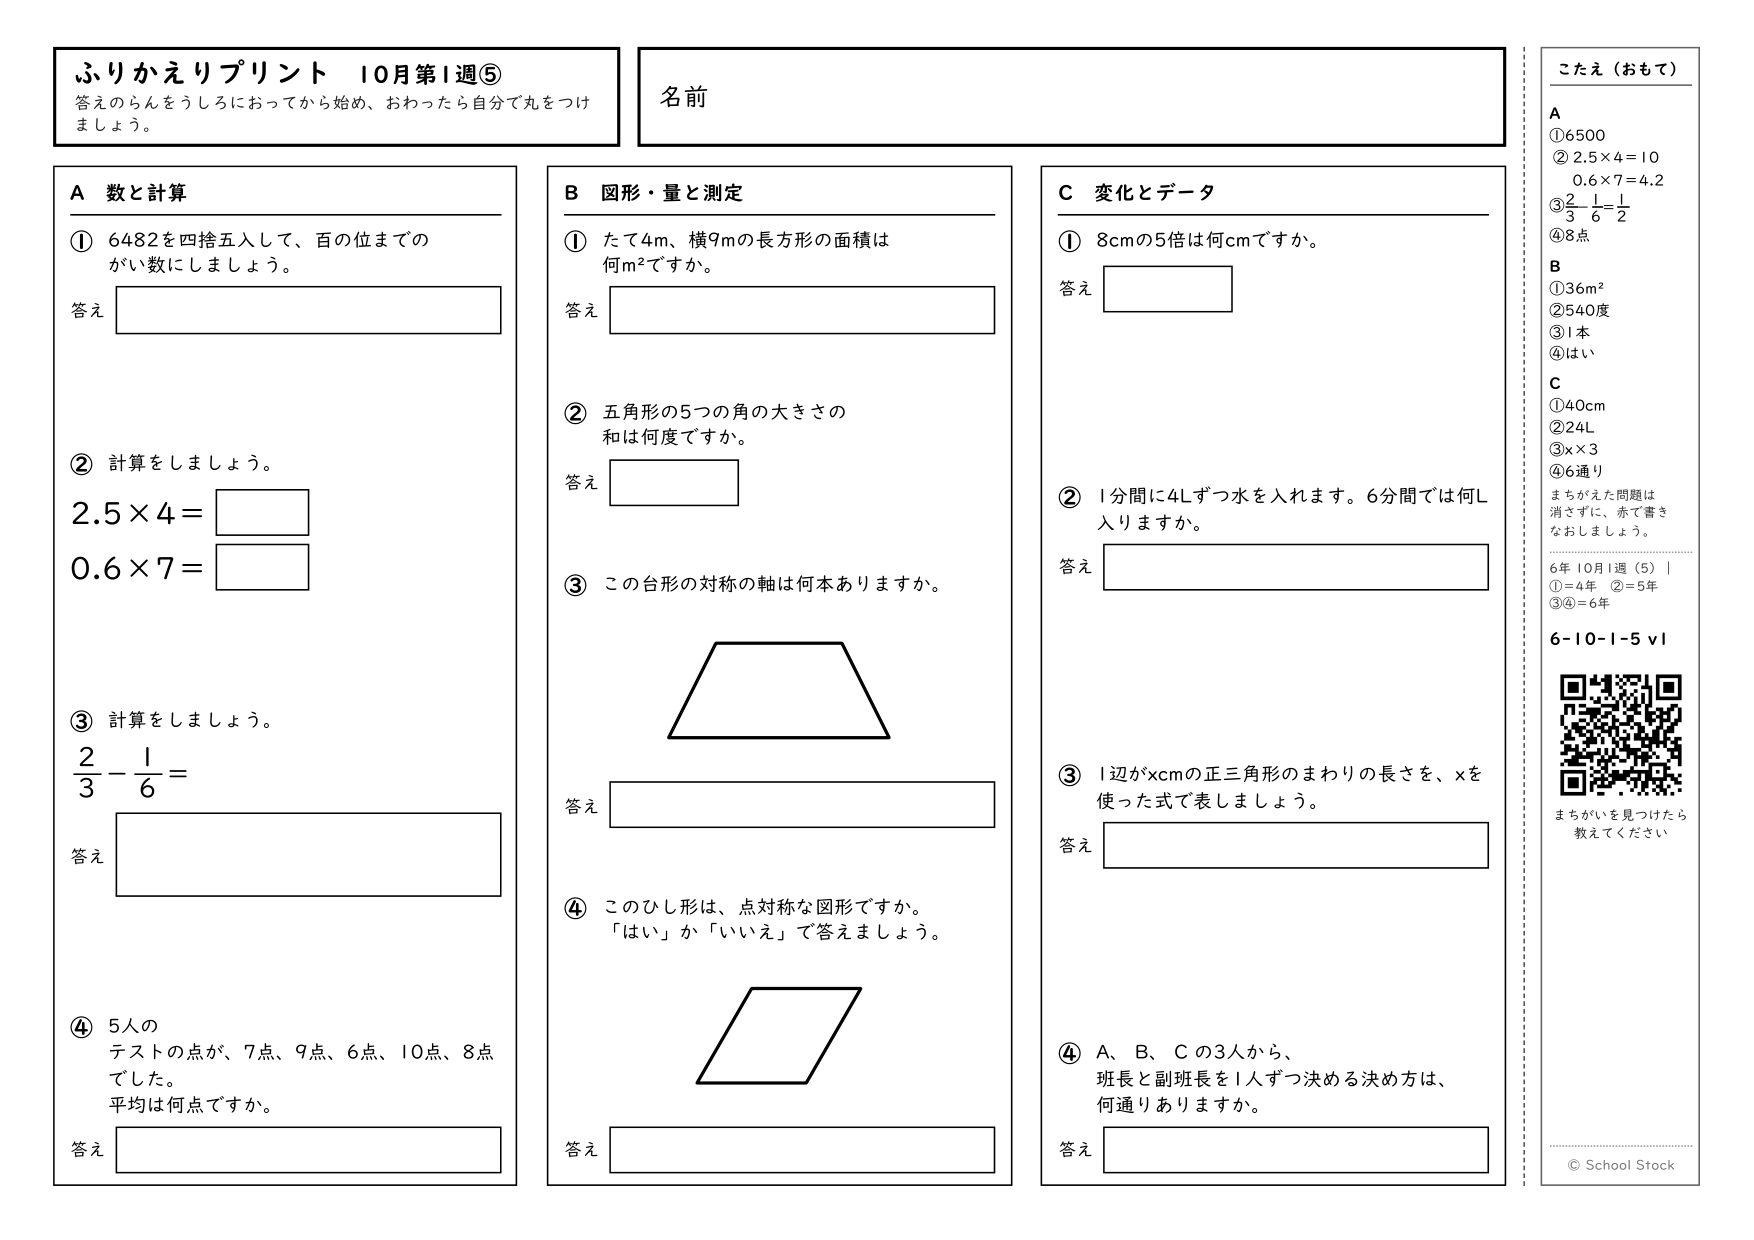 ふりかえりプリント　10月第1週⑤
答えのらんをうしろにおってから始め、おわったら自分で丸をつけ
ましょう。
名前
A　数と計算
① 6482を四捨五入して、百の位までの
がい数にしましょう。
答え
② 計算をしましょう。
2.5×4＝
0.6×7＝
③ 計算をしましょう。
2/3－1/6＝
答え
④ 5人の
テストの点が、7点、9点、6点、10点、8点
でした。
平均は何点ですか。
答え
B　図形・量と測定
① たて4m、横9mの長方形の面積は
何m²ですか。
答え
② 五角形の5つの角の大きさの
和は何度ですか。
答え
③ この台形の対称の軸は何本ありますか。
答え
④ このひし形は、点対称な図形ですか。
「はい」か「いいえ」で答えましょう。
答え
C　変化とデータ
① 8cmの5倍は何cmですか。
答え
② 1分間に4Lずつ水を入れます。6分間では何L
入りますか。
答え
③ 1辺がxcmの正三角形のまわりの長さを、xを
使った式で表しましょう。
答え
④ A、 B、 C の3人から、
班長と副班長を1人ずつ決める決め方は、
何通りありますか。
答え
こたえ（おもて）
A
①6500
② 2.5×4＝10
0.6×7＝4.2
③2/3－1/6＝1/2
④8点
B
①36m²
②540度
③1本
④はい
C
①40cm
②24L
③x×3
④6通り
まちがえた問題は
消さずに、赤で書き
なおしましょう。
6年 10月1週（5）｜
①＝4年　②＝5年
③④＝6年
6-10-1-5 v1
まちがいを見つけたら
教えてください
© School Stock